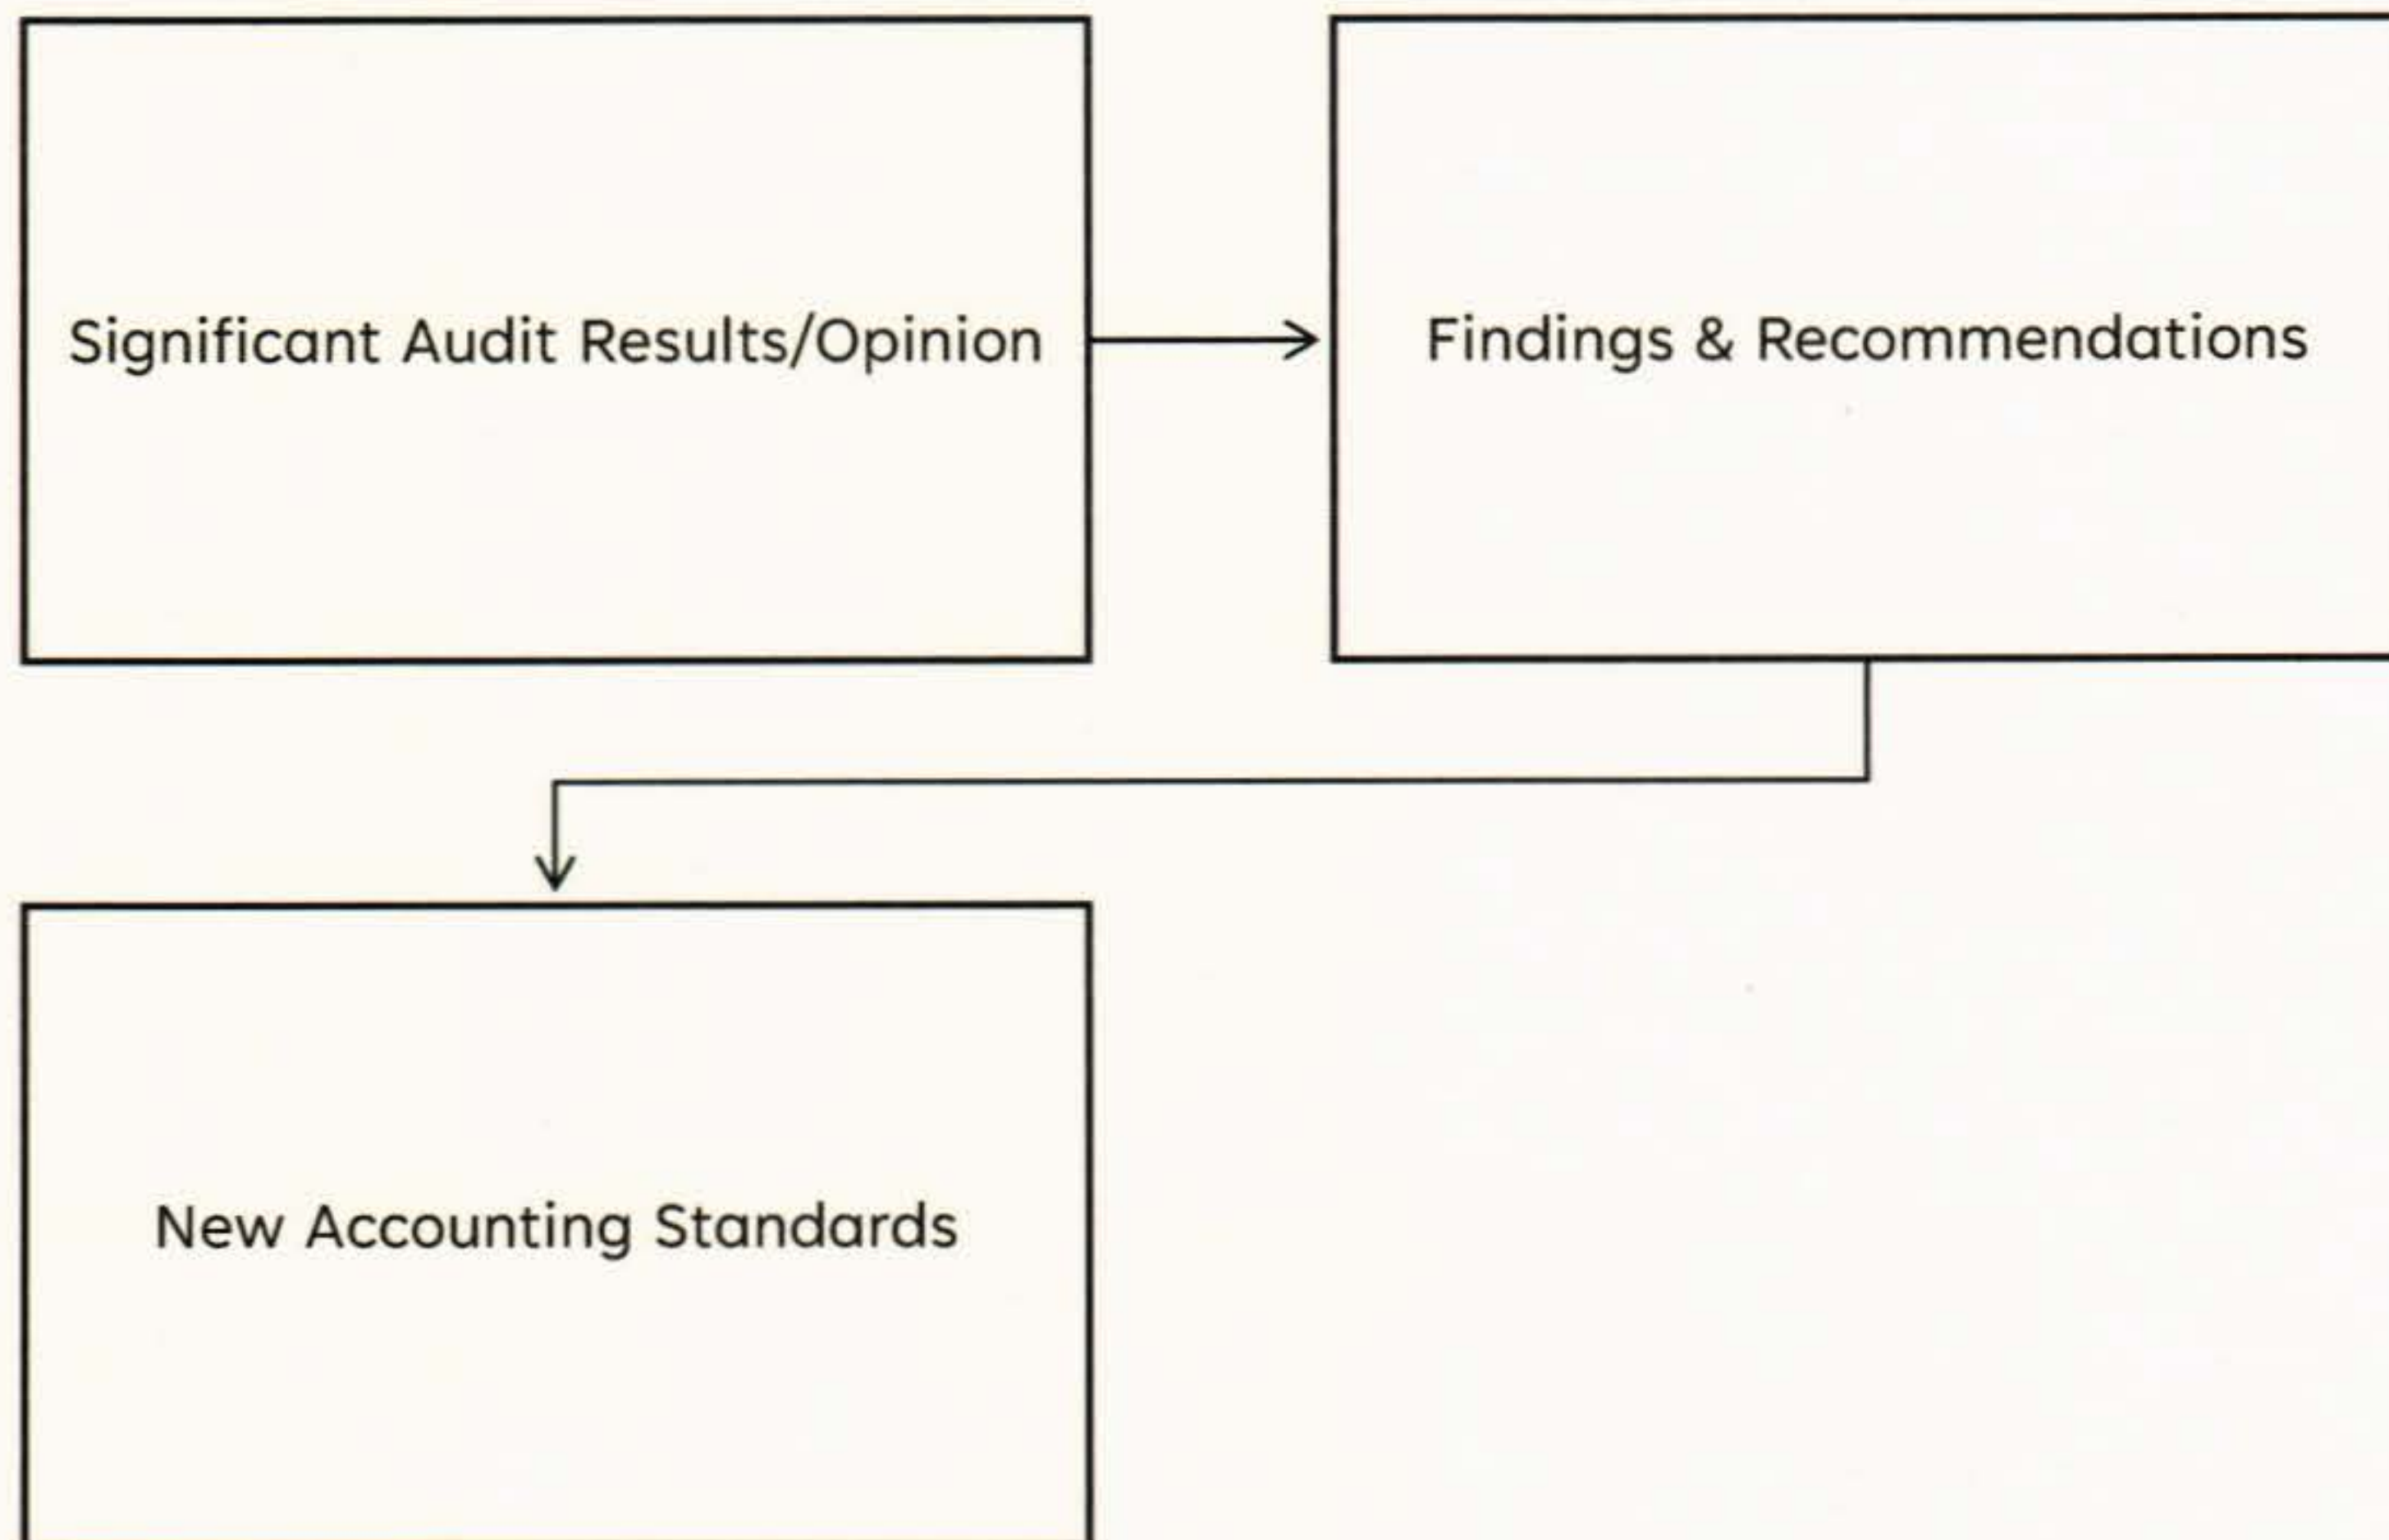 Significant Audit Results/Opinion
Findings & Recommendations
New Accounting Standards